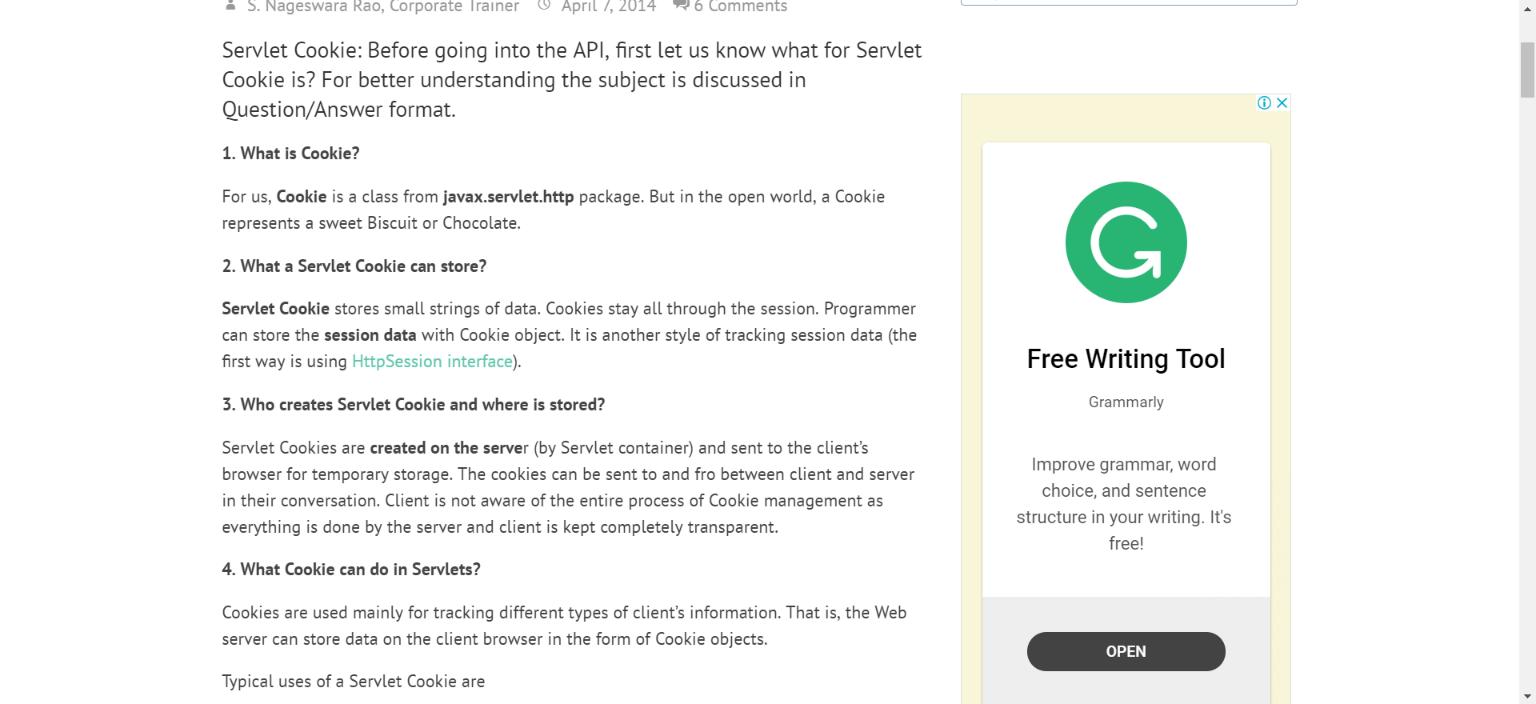 S. Nageswara Rao, Corporate Trainer April 7, 2014 6 Comments
Servlet Cookie: Before going into the API, first let us know what for Servlet
Cookie is? For better understanding the subject is discussed in
Question/Answer format.
1. What is Cookie?
For us, Cookie is a class from javax.servlet.http package. But in the open world, a Cookie
represents a sweet Biscuit or Chocolate.
2. What a Servlet Cookie can store?
Servlet Cookie stores small strings of data. Cookies stay all through the session. Programmer
can store the session data with Cookie object. It is another style of tracking session data (the
first way is using HttpSession interface).
3. Who creates Servlet Cookie and where is stored?
Servlet Cookies are created on the server (by Servlet container) and sent to the client’s
browser for temporary storage. The cookies can be sent to and fro between client and server
in their conversation. Client is not aware of the entire process of Cookie management as
everything is done by the server and client is kept completely transparent.
4. What Cookie can do in Servlets?
Cookies are used mainly for tracking different types of client’s information. That is, the Web
server can store data on the client browser in the form of Cookie objects.
Typical uses of a Servlet Cookie are
Free Writing Tool
Grammarly
Improve grammar, word
choice, and sentence
structure in your writing. It's
free!
OPEN